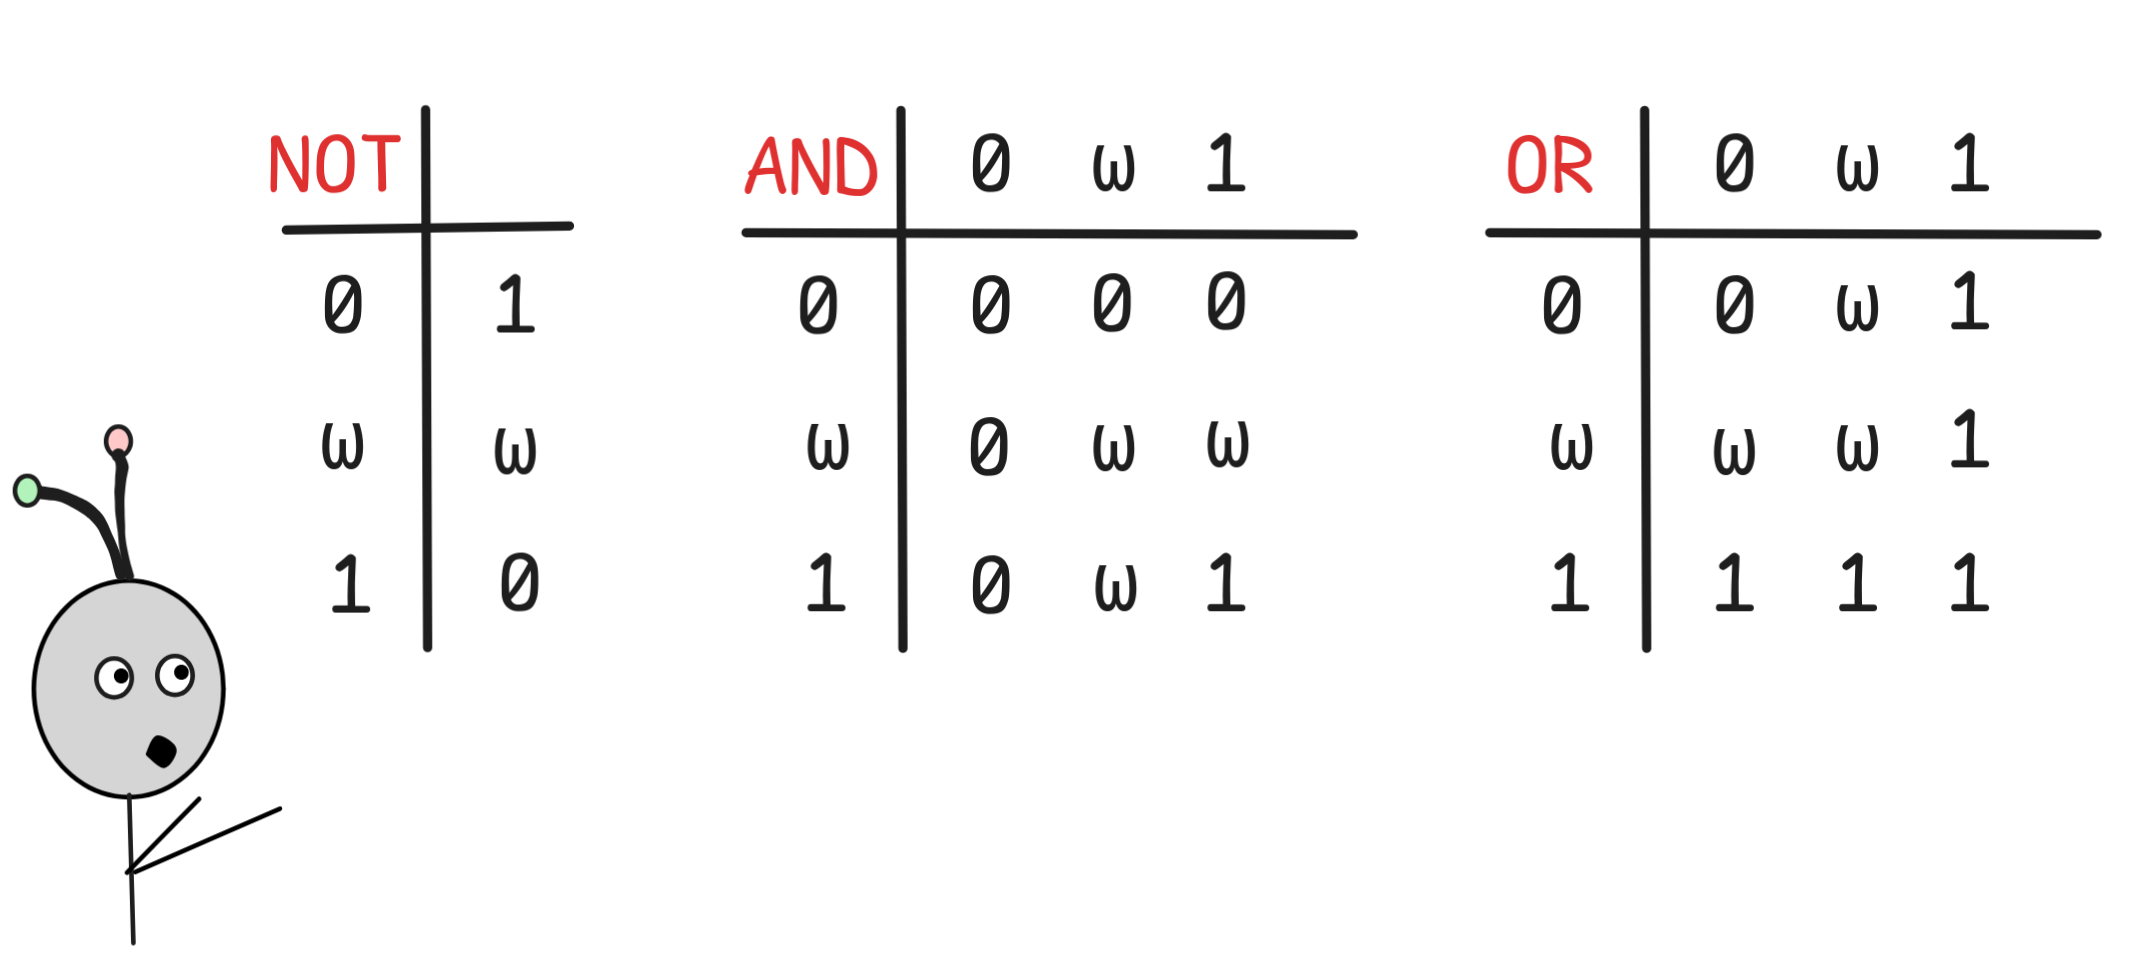 NOT AND 0 ω 1 OR 0 ω 1
0 1 0 0 0 0 0 0 ω 1
ω ω ω 0 ω ω ω ω ω 1
1 0 1 0 ω 1 1 1 1 1